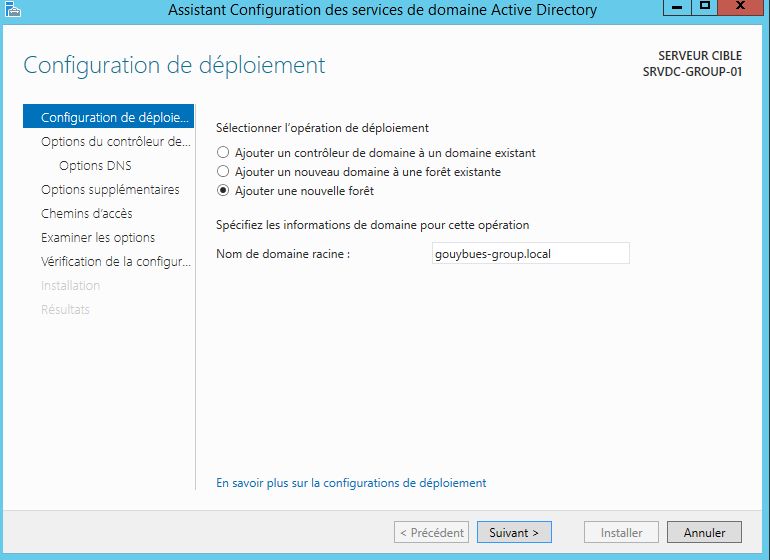 Assistant Configuration des services de domaine Active Directory
Configuration de déploiement
SERVEUR CIBLE
SRVDC-GROUP-01
Configuration de déploie...
Options du contrôleur de...
Options DNS
Options supplémentaires
Chemins d'accès
Examiner les options
Vérification de la configur...
Installation
Résultats
Sélectionner l'opération de déploiement
Ajouter un contrôleur de domaine à un domaine existant
Ajouter un nouveau domaine à une forêt existante
Ajouter une nouvelle forêt
Spécifiez les informations de domaine pour cette opération
Nom de domaine racine :
gouybues-group.local
En savoir plus sur la configurations de déploiement
< Précédent
Suivant >
Installer
Annuler